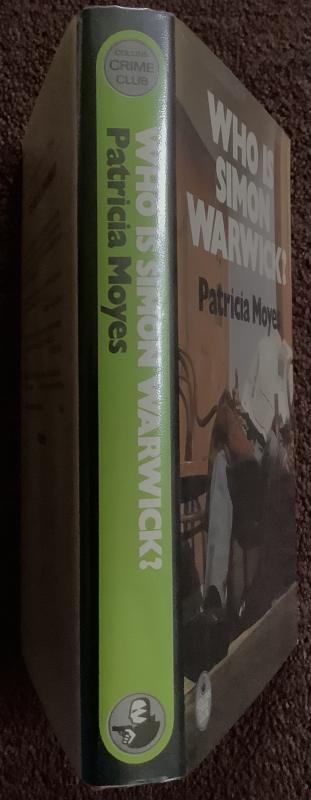 COLLINS
CRIME
CLUB
WHO IS SIMON WARWICK?
Patricia Moyes
WHO IS
SIMON
WARWICK?
Patricia Moyes